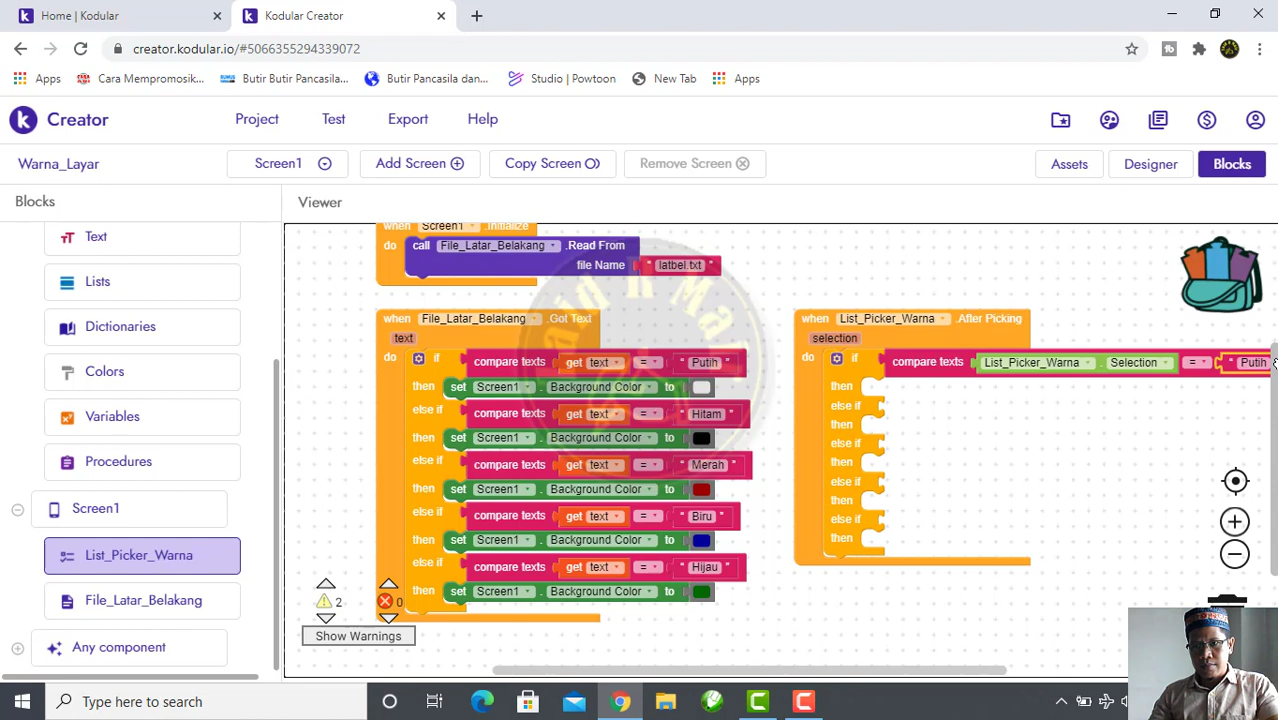 Home | Kodular
Kodular Creator
creator.kodular.io/#5066355294339072
Apps
Cara Mempromosik...
Butir Butir Pancasila...
Butir Pancasila dan...
Studio | Powtoon
New Tab
Apps
Creator
Project
Test
Export
Help
Warna_Layar
Screen1
Add Screen
Copy Screen
Remove Screen
Assets
Designer
Blocks
Blocks
Viewer
Text
Lists
Dictionaries
Colors
Variables
Procedures
Screen1
List_Picker_Warna
File_Latar_Belakang
Any component
when Screen1 .Initialize
do call File_Latar_Belakang .Read From
file Name " latbel.txt "
when File_Latar_Belakang .Got Text
text
do if compare texts get text = " Putih "
then set Screen1 . Background Color to
else if compare texts get text = " Hitam "
then set Screen1 . Background Color to
else if compare texts get text = " Merah "
then set Screen1 . Background Color to
else if compare texts get text = " Biru "
then set Screen1 . Background Color to
else if compare texts get text = " Hijau "
then set Screen1 . Background Color to
when List_Picker_Warna .After Picking
selection
do if compare texts List_Picker_Warna . Selection = " Putih
then
else if
then
else if
then
else if
then
else if
then
2
0
Show Warnings
Type here to search